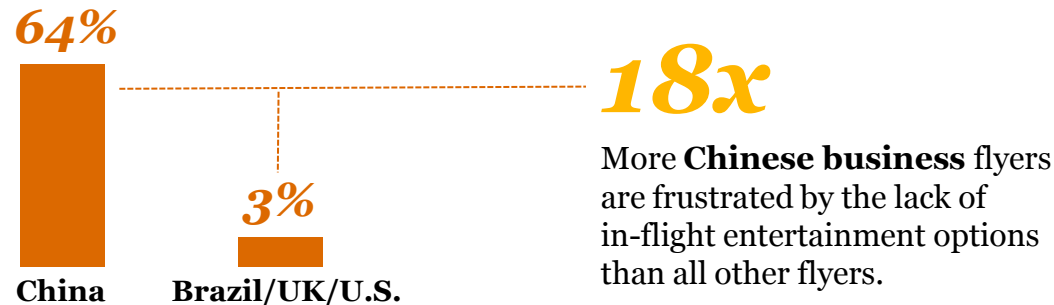 64%
3%
China
Brazil/UK/U.S.
18x
More Chinese business flyers
are frustrated by the lack of
in-flight entertainment options
than all other flyers.